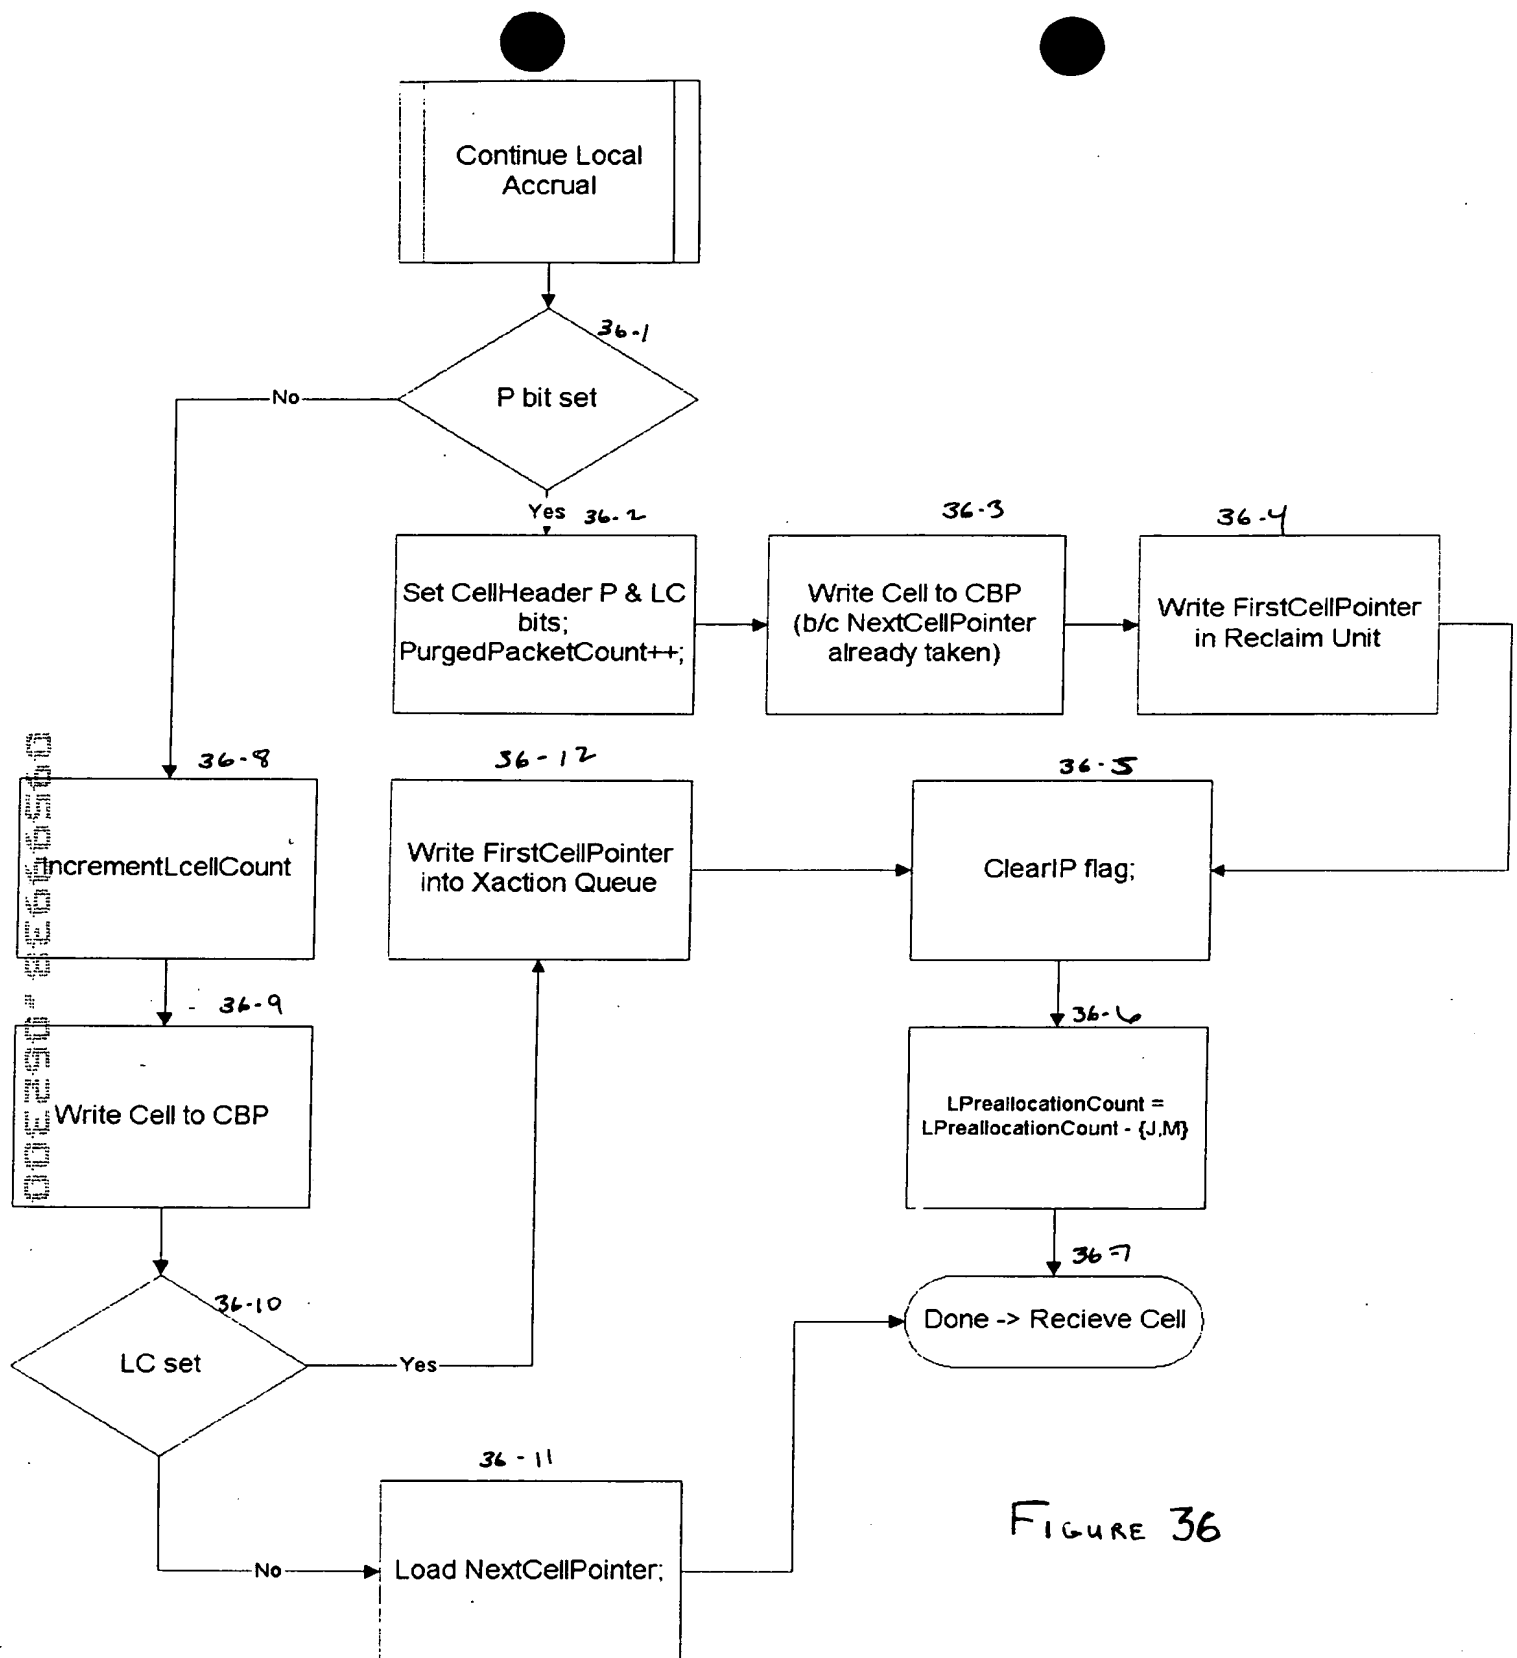 Continue Local
Accrual
36-1
P bit set
No
Yes
36-2
36-3
36-4
Set CellHeader P & LC
bits;
PurgedPacketCount++;
Write Cell to CBP
(b/c NextCellPointer
already taken)
Write FirstCellPointer
in Reclaim Unit
36-8
36-12
36-5
IncrementLcellCount
Write FirstCellPointer
into Xaction Queue
ClearIP flag;
36-9
36-6
Write Cell to CBP
LPreallocationCount =
LPreallocationCount - {J,M}
36-7
36-10
Done -> Recieve Cell
LC set
Yes
36-11
No
Load NextCellPointer;
FIGURE 36